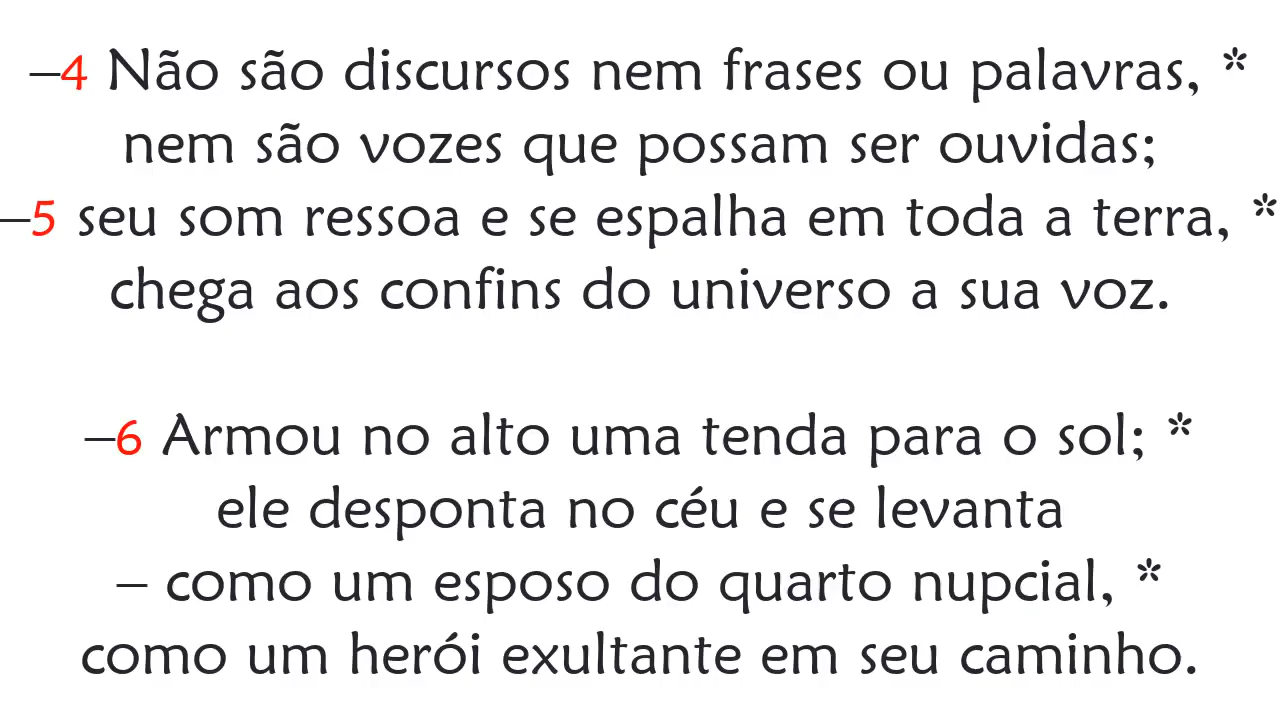 –4 Não são discursos nem frases ou palavras, *
nem são vozes que possam ser ouvidas;
–5 seu som ressoa e se espalha em toda a terra, *
chega aos confins do universo a sua voz.
–6 Armou no alto uma tenda para o sol; *
ele desponta no céu e se levanta
– como um esposo do quarto nupcial, *
como um herói exultante em seu caminho.